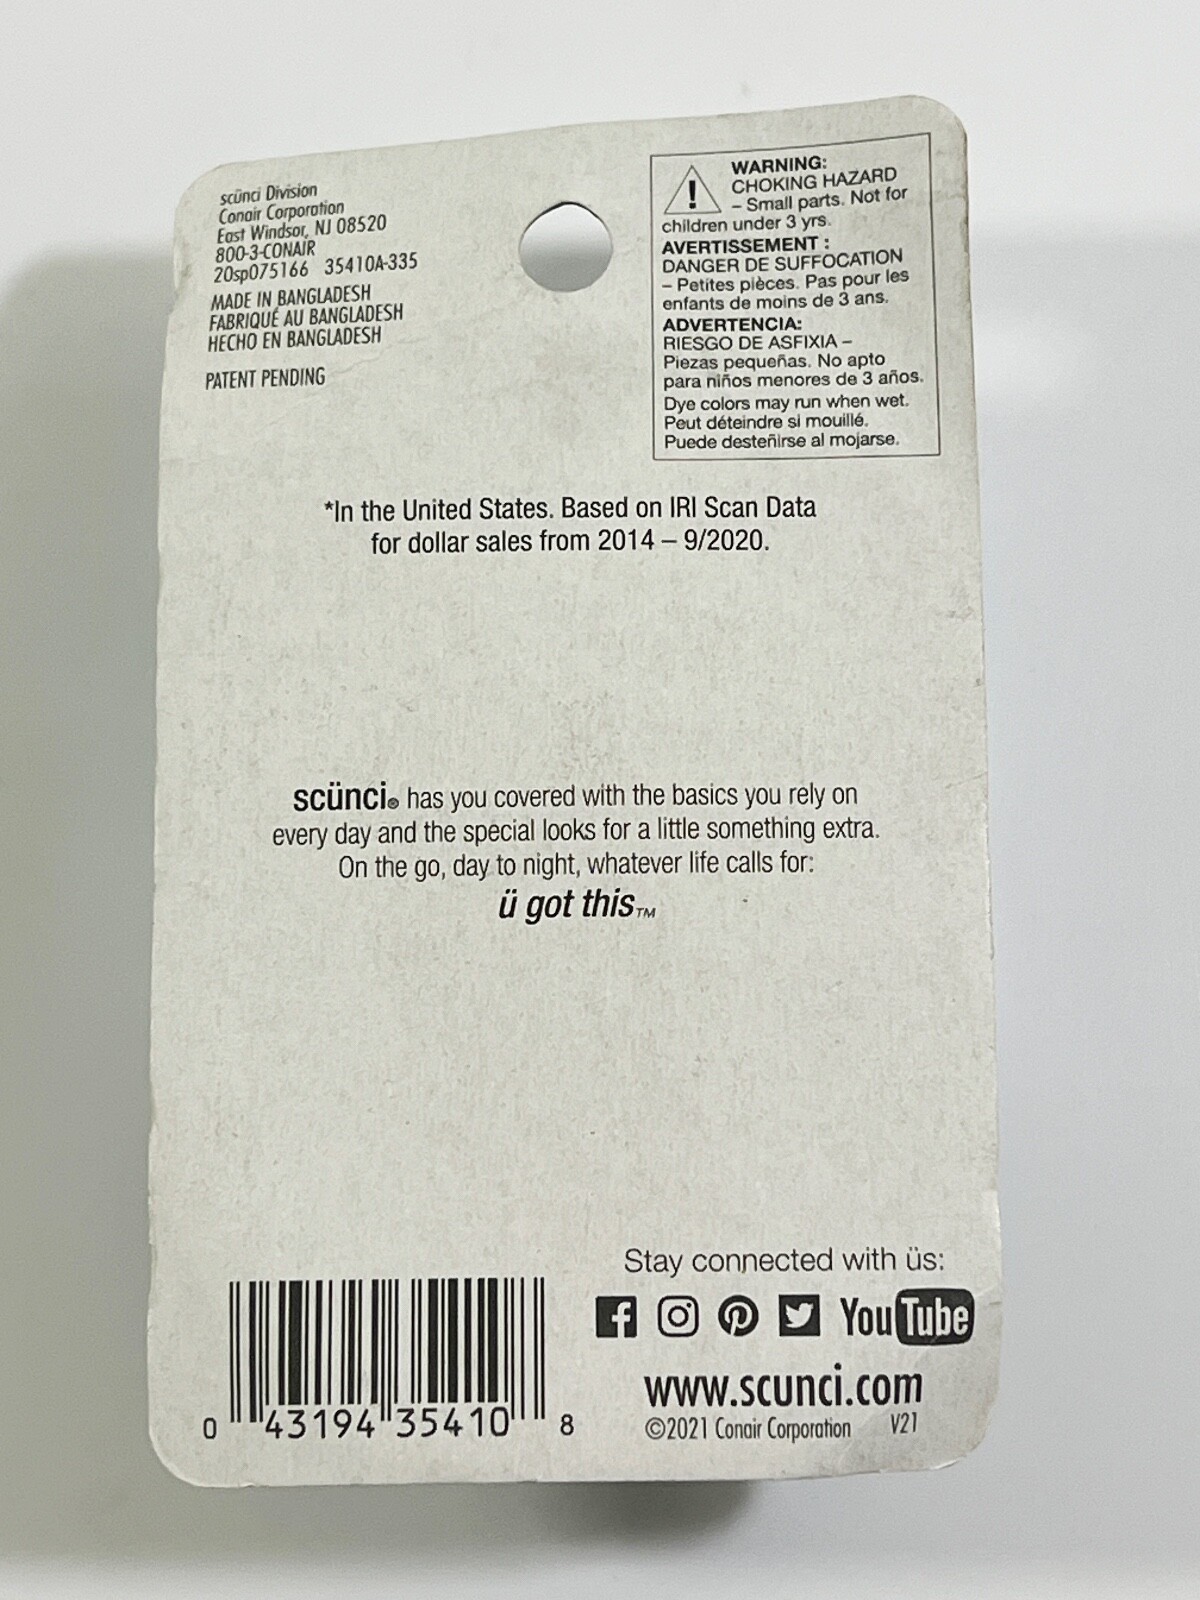 scünci Division
Conair Corporation
East Windsor, NJ 08520
800-3-CONAIR
20sp075166 35410A-335
MADE IN BANGLADESH
FABRIQUÉ AU BANGLADESH
HECHO EN BANGLADESH
PATENT PENDING
WARNING:
CHOKING HAZARD
– Small parts. Not for
children under 3 yrs.
AVERTISSEMENT :
DANGER DE SUFFOCATION
– Petites pièces. Pas pour les
enfants de moins de 3 ans.
ADVERTENCIA:
RIESGO DE ASFIXIA –
Piezas pequeñas. No apto
para niños menores de 3 años.
Dye colors may run when wet.
Peut déteindre si mouillé.
Puede desteñirse al mojarse.
*In the United States. Based on IRI Scan Data
for dollar sales from 2014 – 9/2020.
scünci® has you covered with the basics you rely on
every day and the special looks for a little something extra.
On the go, day to night, whatever life calls for:
ü got this™
Stay connected with üs:
YouTube
www.scunci.com
©2021 Conair Corporation V21
0 43194 35410 8